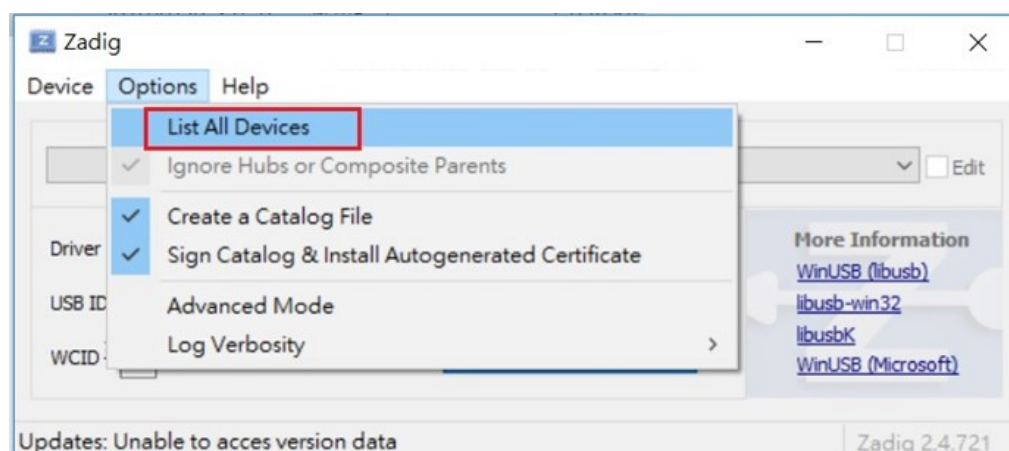 Zadig
Device Options Help
List All Devices
Ignore Hubs or Composite Parents
Edit
Create a Catalog File
Sign Catalog & Install Autogenerated Certificate
Advanced Mode
Log Verbosity
Driver
USB ID
WCID
More Information
WinUSB (libusb)
libusb-win32
libusbK
WinUSB (Microsoft)
Updates: Unable to acces version data
Zadig 2.4.721